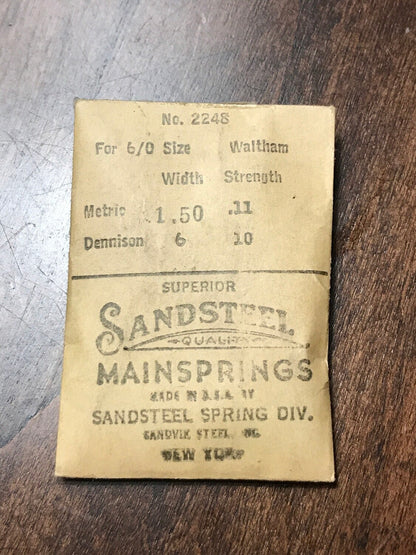 No. 2248
For 6/0 Size Waltham
Width Strength
Metric 1.50 .11
Dennison 6 10
SUPERIOR
SANDSTEEL
QUALITY
MAINSPRINGS
MADE IN U.S.A. BY
SANDSTEEL SPRING DIV.
SANDVIK STEEL, INC.
NEW YORK